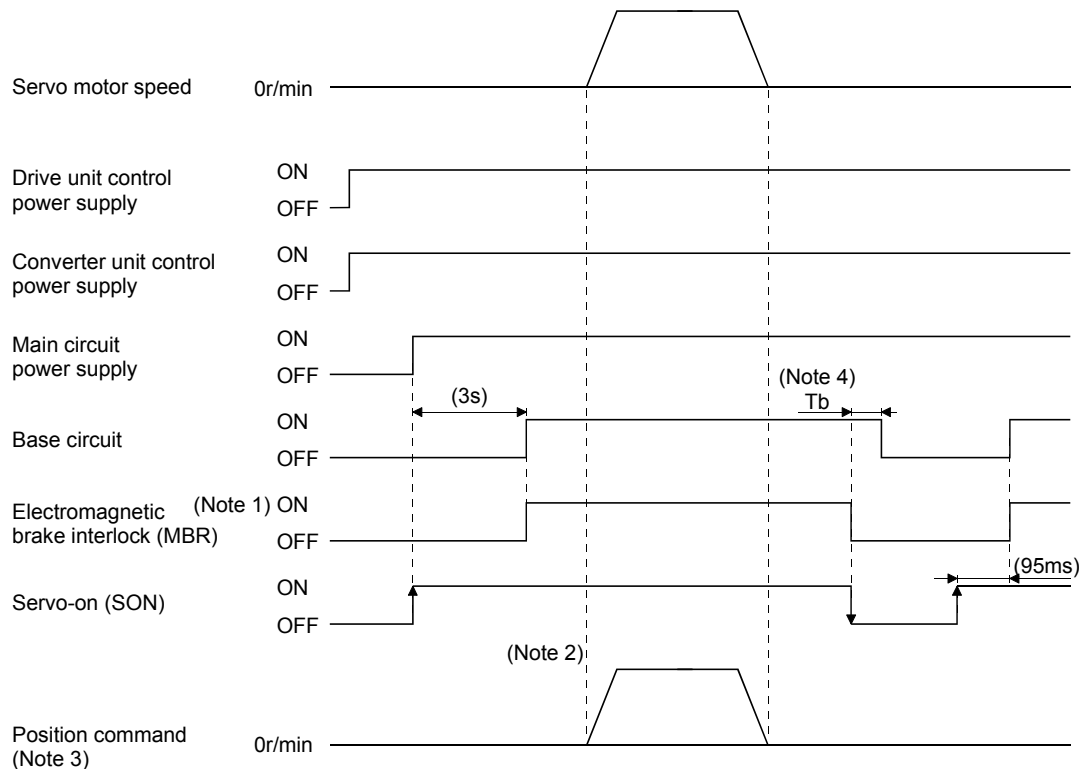 Servo motor speed 0r/min
Drive unit control
power supply
ON
OFF
Converter unit control
power supply
ON
OFF
Main circuit
power supply
ON
OFF
(3s)
(Note 4)
Tb
Base circuit
ON
OFF
Electromagnetic
brake interlock (MBR)
(Note 1) ON
OFF
(95ms)
Servo-on (SON)
ON
OFF
(Note 2)
Position command
(Note 3)
0r/min